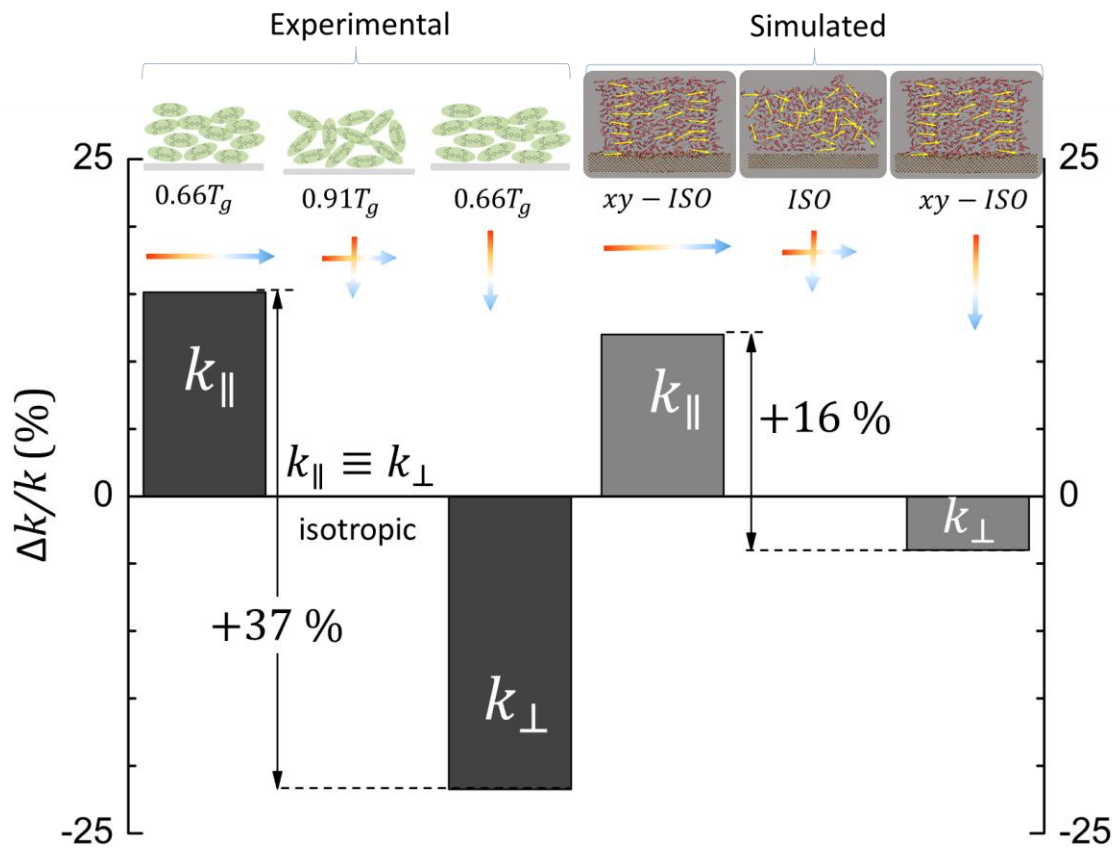 Experimental
Simulated
25
25
0.66T_g
0.91T_g
0.66T_g
xy − ISO
ISO
xy − ISO
k_∥
k_∥
+16 %
k_∥ ≡ k_⊥
0
0
k_⊥
isotropic
Δk/k (%)
+37 %
k_⊥
-25
-25